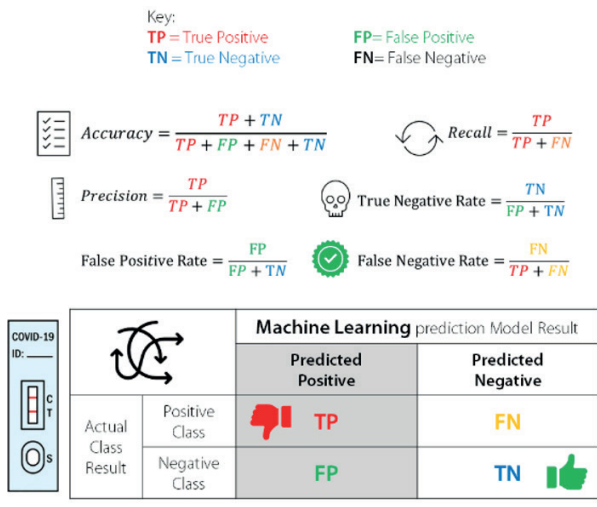 Key:
TP = True Positive FP= False Positive
TN = True Negative FN= False Negative
Accuracy = TP + TN / TP + FP + FN + TN
Recall = TP / TP + FN
Precision = TP / TP + FP
True Negative Rate = TN / FP + TN
False Positive Rate = FP / FP + TN
False Negative Rate = FN / TP + FN
COVID-19
ID:
C
T
S
Machine Learning prediction Model Result
Predicted Positive
Predicted Negative
Actual Class Result
Positive Class
TP
FN
Negative Class
FP
TN